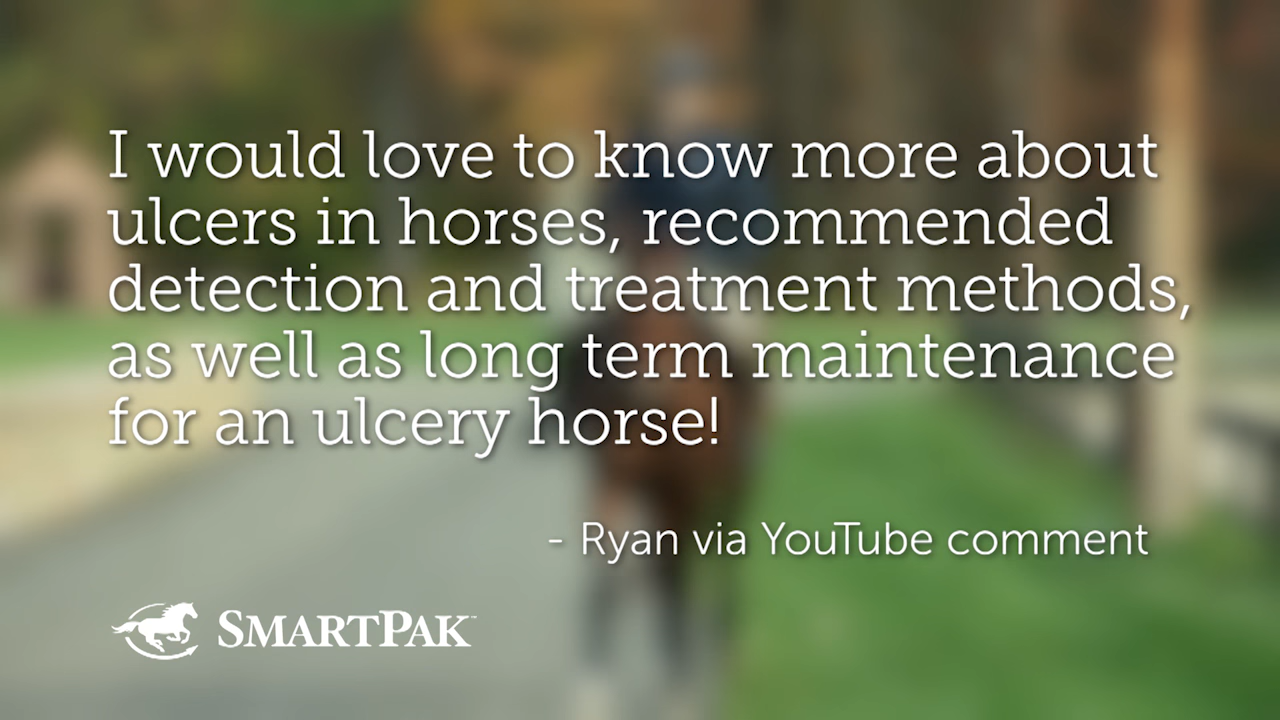 I would love to know more about
ulcers in horses, recommended
detection and treatment methods,
as well as long term maintenance
for an ulcery horse!
- Ryan via YouTube comment
SMARTPAK™